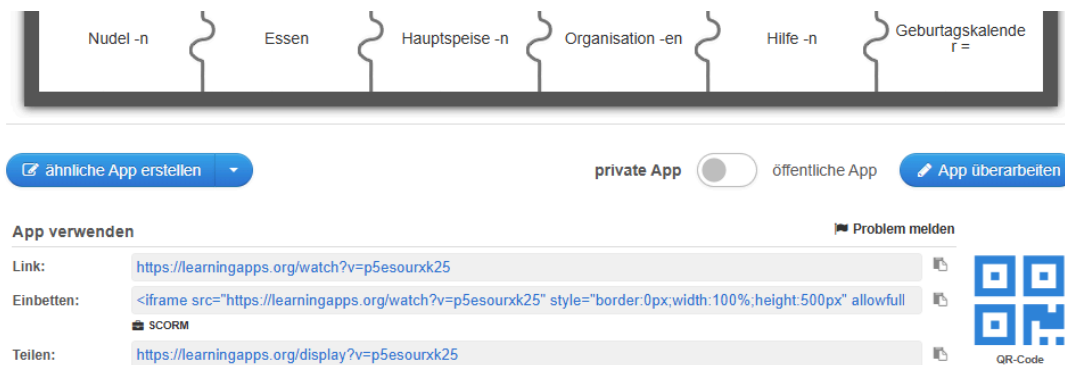 Nudel -n
Essen
Hauptspeise -n
Organisation -en
Hilfe -n
Geburtagskalende
r =
ähnliche App erstellen
private App
öffentliche App
App überarbeiten
App verwenden
Problem melden
Link:
https://learningapps.org/watch?v=p5esourxk25
Einbetten:
<iframe src="https://learningapps.org/watch?v=p5esourxk25" style="border:0px;width:100%;height:500px" allowfull
SCORM
Teilen:
https://learningapps.org/display?v=p5esourxk25
QR-Code